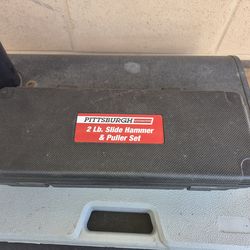 PITTSBURGH
2 Lb. Slide Hammer
& Puller Set